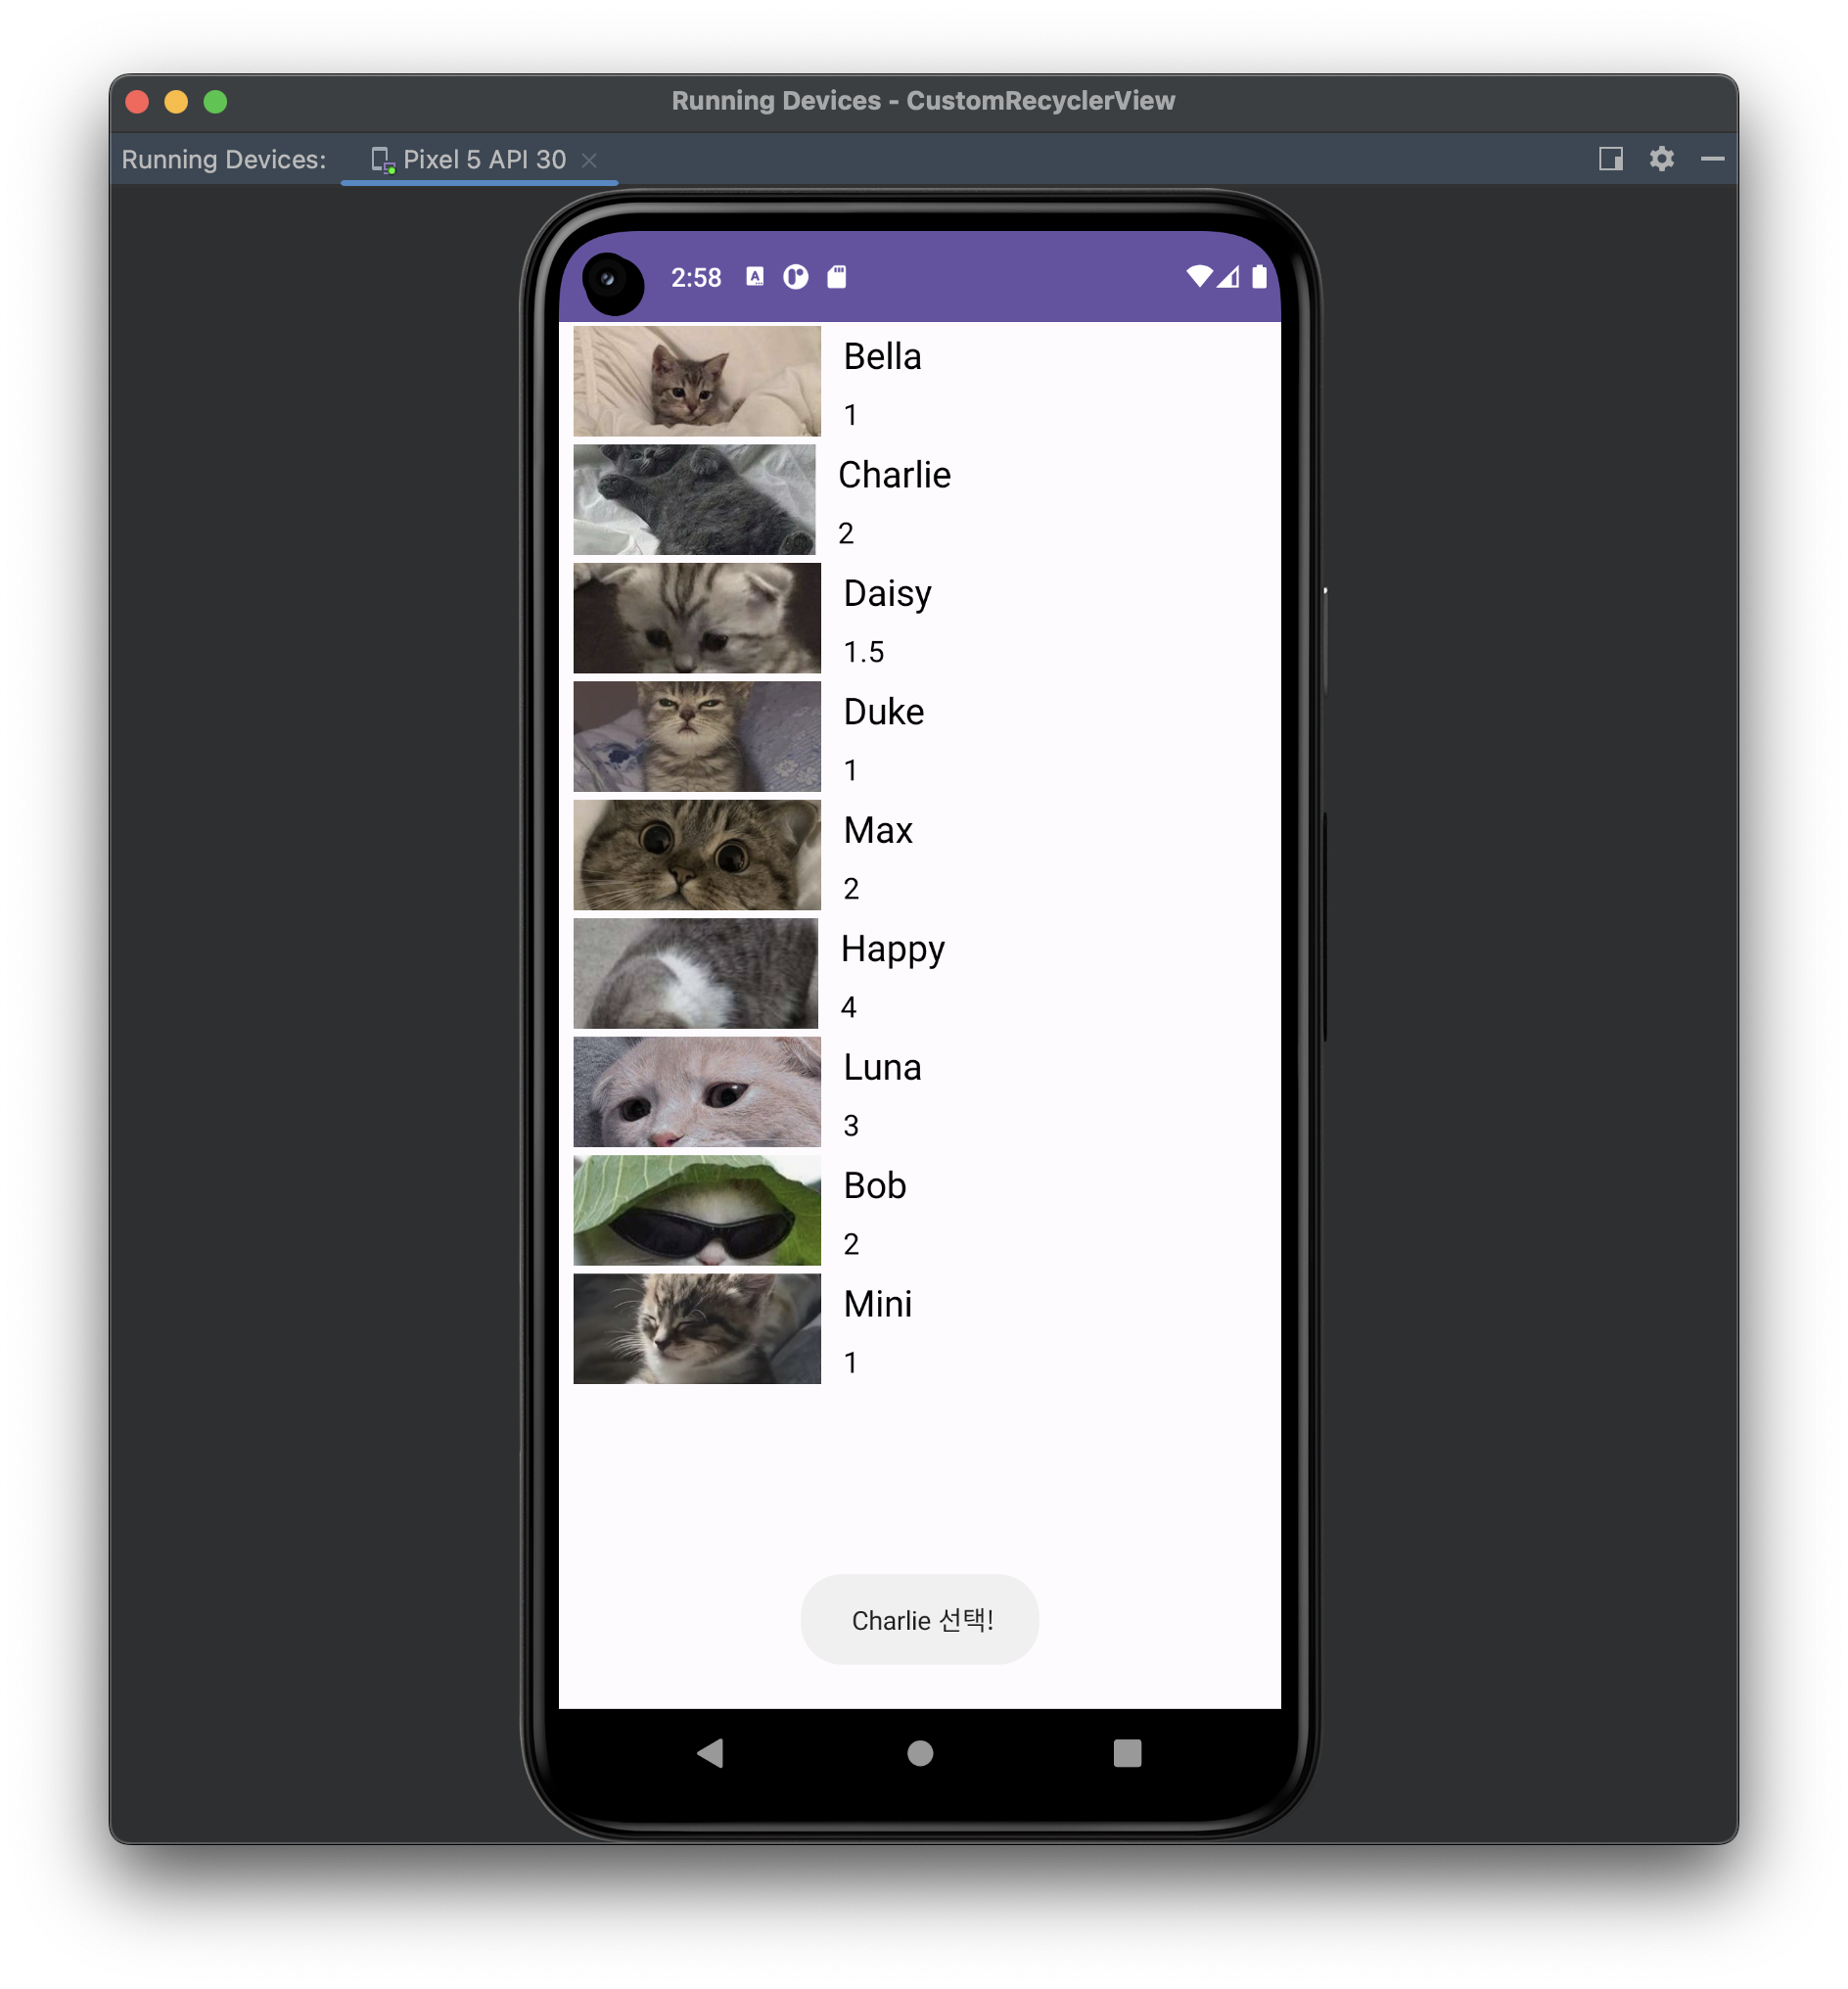 Running Devices - CustomRecyclerView
Running Devices:
Pixel 5 API 30
2:58
Bella
1
Charlie
2
Daisy
1.5
Duke
1
Max
2
Happy
4
Luna
3
Bob
2
Mini
1
Charlie 선택!